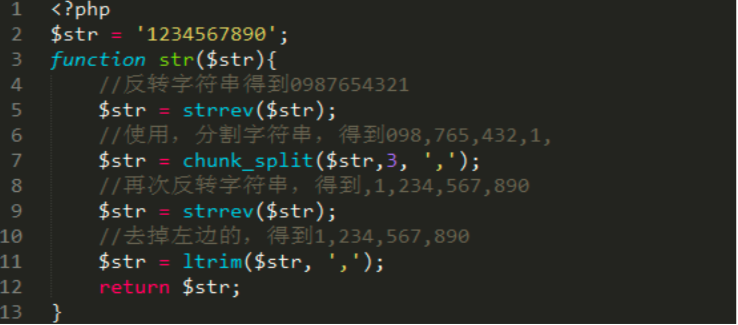 1 <?php
2 $str = '1234567890';
3 function str($str){
4 //反转字符串得到0987654321
5 $str = strrev($str);
6 //使用，分割字符串，得到098,765,432,1,
7 $str = chunk_split($str,3, ',');
8 //再次反转字符串，得到,1,234,567,890
9 $str = strrev($str);
10 //去掉左边的，得到1,234,567,890
11 $str = ltrim($str, ',');
12 return $str;
13 }